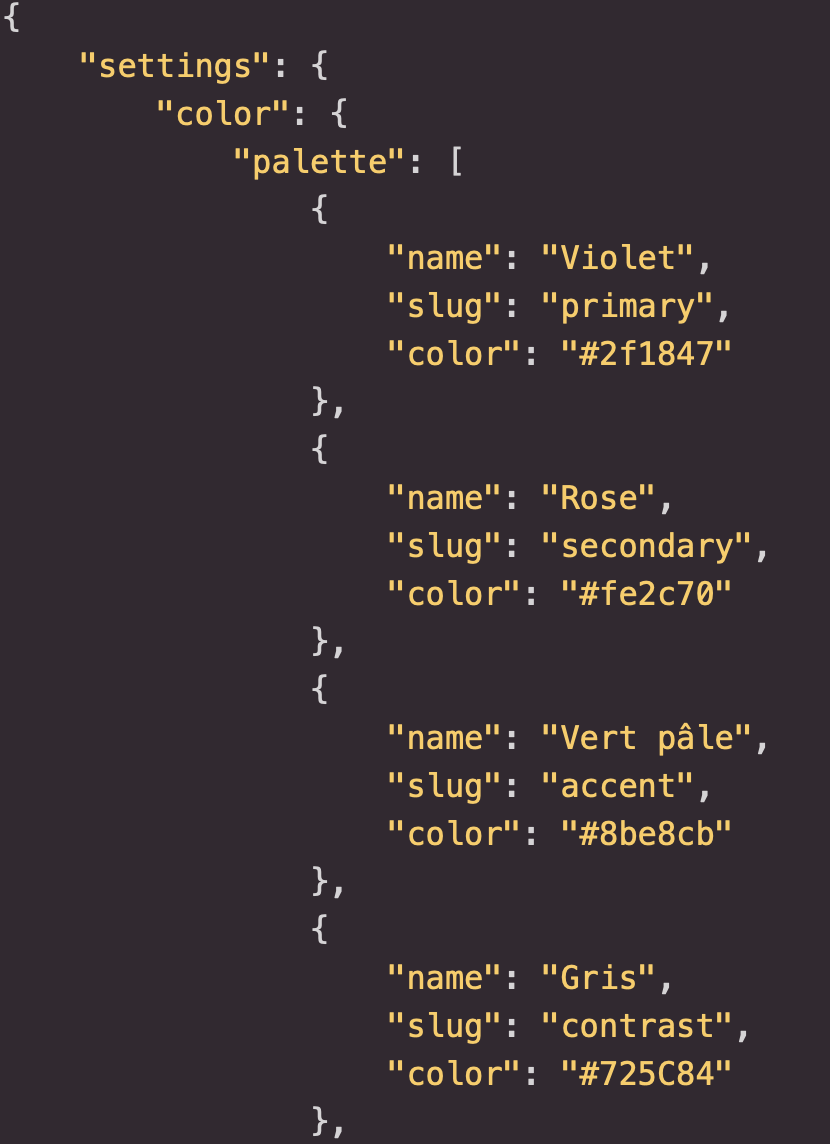 {
    "settings": {
        "color": {
            "palette": [
                {
                    "name": "Violet",
                    "slug": "primary",
                    "color": "#2f1847"
                },
                {
                    "name": "Rose",
                    "slug": "secondary",
                    "color": "#fe2c70"
                },
                {
                    "name": "Vert pâle",
                    "slug": "accent",
                    "color": "#8be8cb"
                },
                {
                    "name": "Gris",
                    "slug": "contrast",
                    "color": "#725C84"
                },